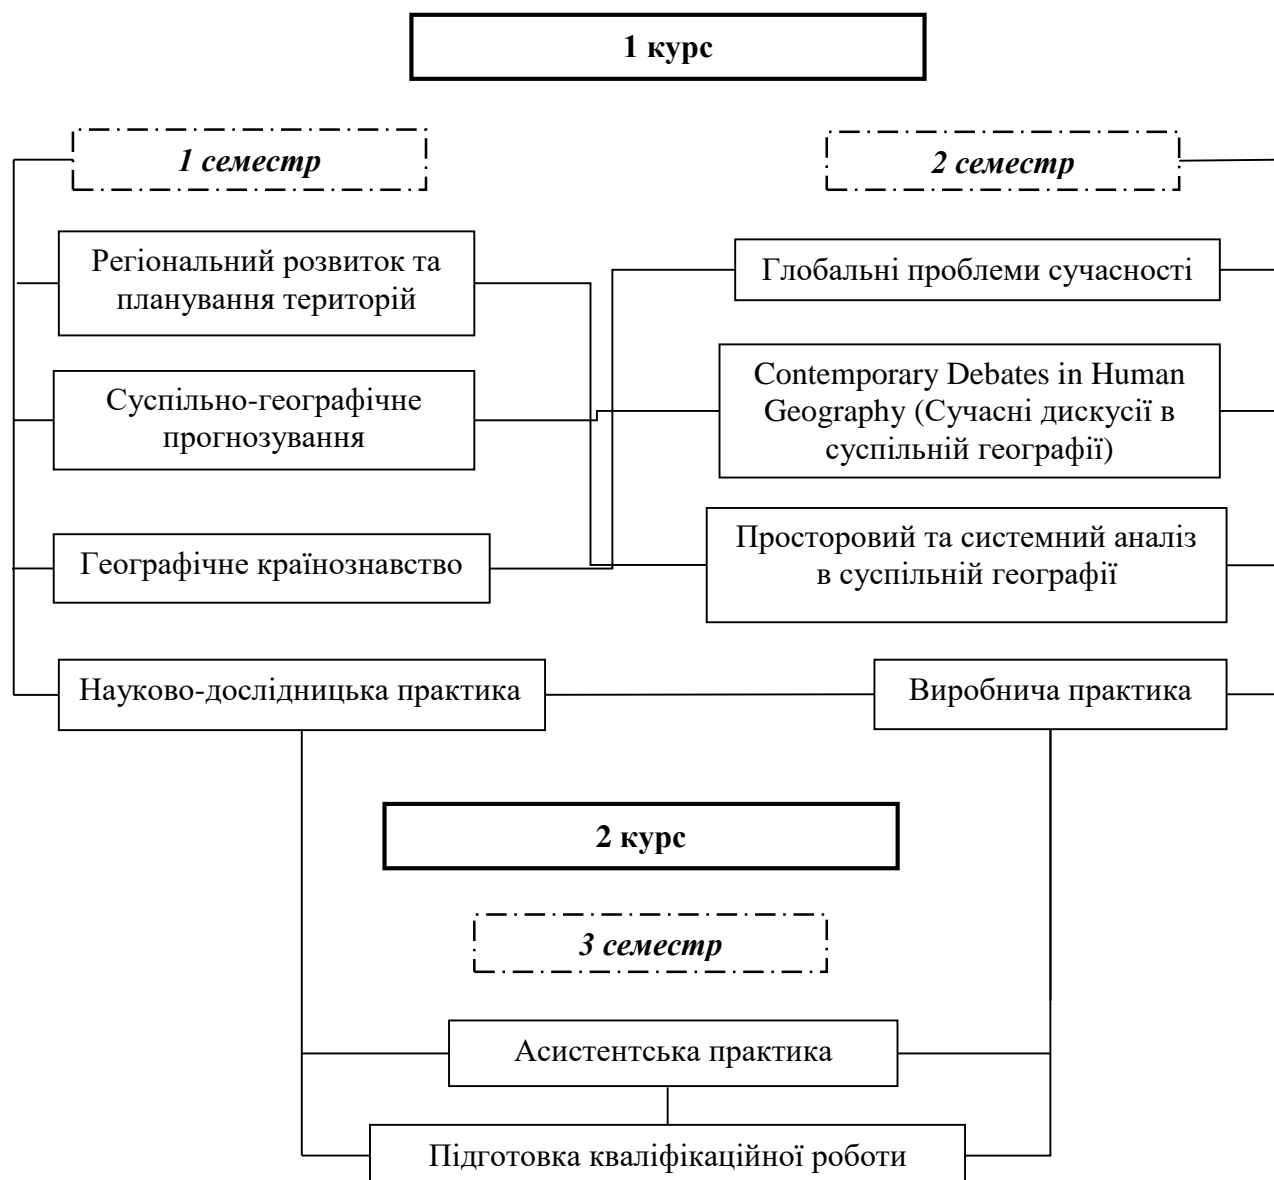 1 курс
1 семестр
2 семестр
Регіональний розвиток та
планування територій
Глобальні проблеми сучасності
Суспільно-географічне
прогнозування
Contemporary Debates in Human
Geography (Сучасні дискусії в
суспільній географії)
Географічне країнознавство
Просторовий та системний аналіз
в суспільній географії
Науково-дослідницька практика
Виробнича практика
2 курс
3 семестр
Асистентська практика
Підготовка кваліфікаційної роботи